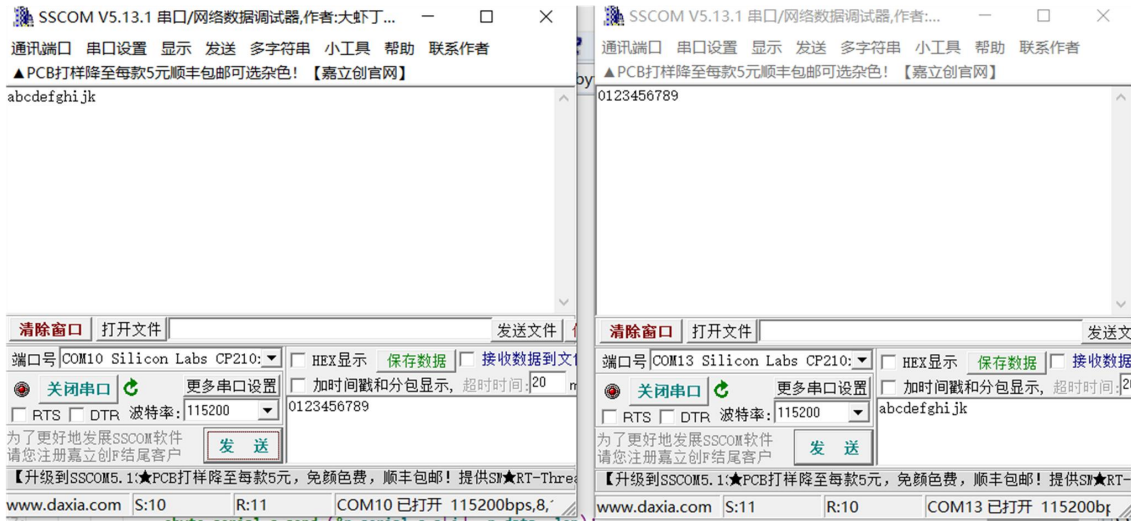 SSCOM V5.13.1 串口/网络数据调试器,作者:大虾丁...
通讯端口 串口设置 显示 发送 多字符串 小工具 帮助 联系作者
▲PCB打样降至每款5元顺丰包邮可选杂色！【嘉立创官网】
abcdefghijk
清除窗口 打开文件 发送文件
端口号 COM10 Silicon Labs CP210: HEX显示 保存数据 接收数据到文
关闭串口 更多串口设置 加时间戳和分包显示, 超时时间: 20
RTS DTR 波特率: 115200 0123456789
为了更好地发展SSCOM软件
请您注册嘉立创F结尾客户
发 送
【升级到SSCOM5.1:★PCB打样降至每款5元，免颜色费，顺丰包邮！提供SM★RT-Threa
www.daxia.com S:10 R:11 COM10 已打开 115200bps,8,
SSCOM V5.13.1 串口/网络数据调试器,作者:...
通讯端口 串口设置 显示 发送 多字符串 小工具 帮助 联系作者
▲PCB打样降至每款5元顺丰包邮可选杂色！【嘉立创官网】
0123456789
清除窗口 打开文件 发送文
端口号 COM13 Silicon Labs CP210: HEX显示 保存数据 接收数据
关闭串口 更多串口设置 加时间戳和分包显示, 超时时间:
RTS DTR 波特率: 115200 abcdefghijk
为了更好地发展SSCOM软件
请您注册嘉立创F结尾客户
发 送
【升级到SSCOM5.1:★PCB打样降至每款5元，免颜色费，顺丰包邮！提供SM★RT-
www.daxia.com S:11 R:10 COM13 已打开 115200bp